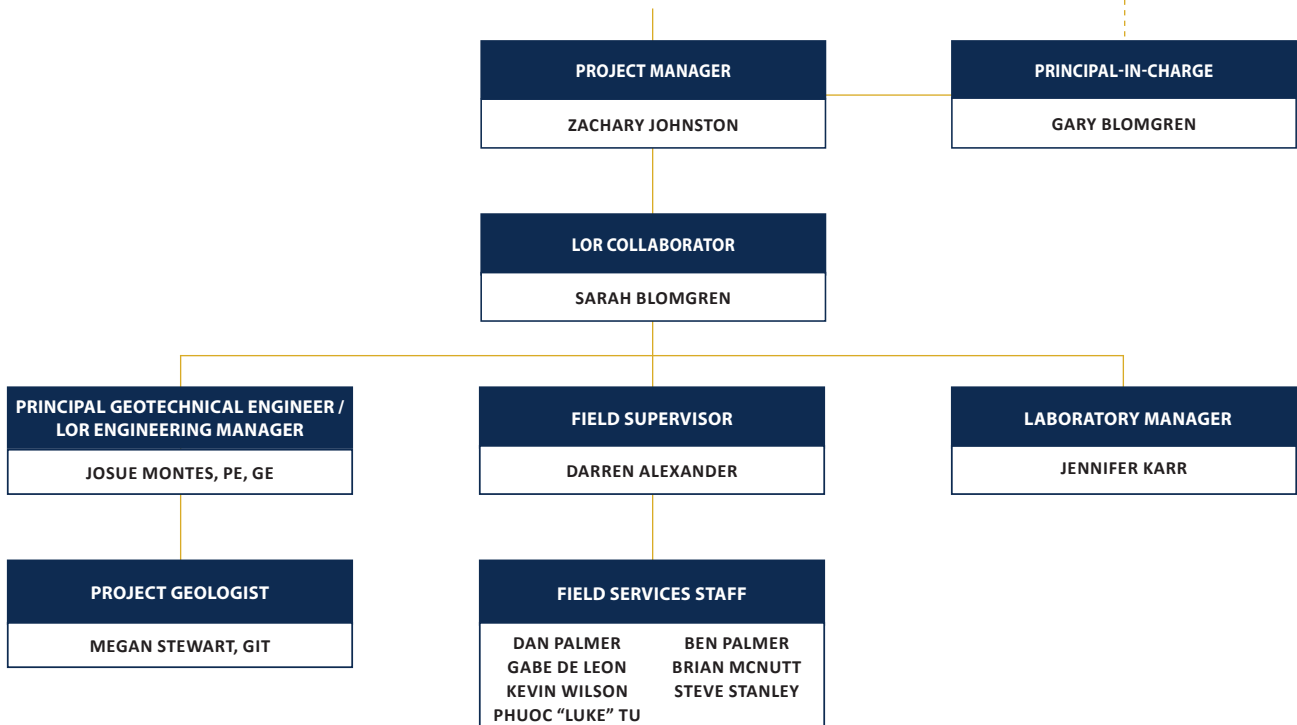 PROJECT MANAGER
ZACHARY JOHNSTON
PRINCIPAL-IN-CHARGE
GARY BLOMGREN
LOR COLLABORATOR
SARAH BLOMGREN
PRINCIPAL GEOTECHNICAL ENGINEER /
LOR ENGINEERING MANAGER
JOSUE MONTES, PE, GE
FIELD SUPERVISOR
DARREN ALEXANDER
LABORATORY MANAGER
JENNIFER KARR
PROJECT GEOLOGIST
MEGAN STEWART, GIT
FIELD SERVICES STAFF
DAN PALMER
GABE DE LEON
KEVIN WILSON
PHUOC “LUKE” TU
BEN PALMER
BRIAN MCNUTT
STEVE STANLEY